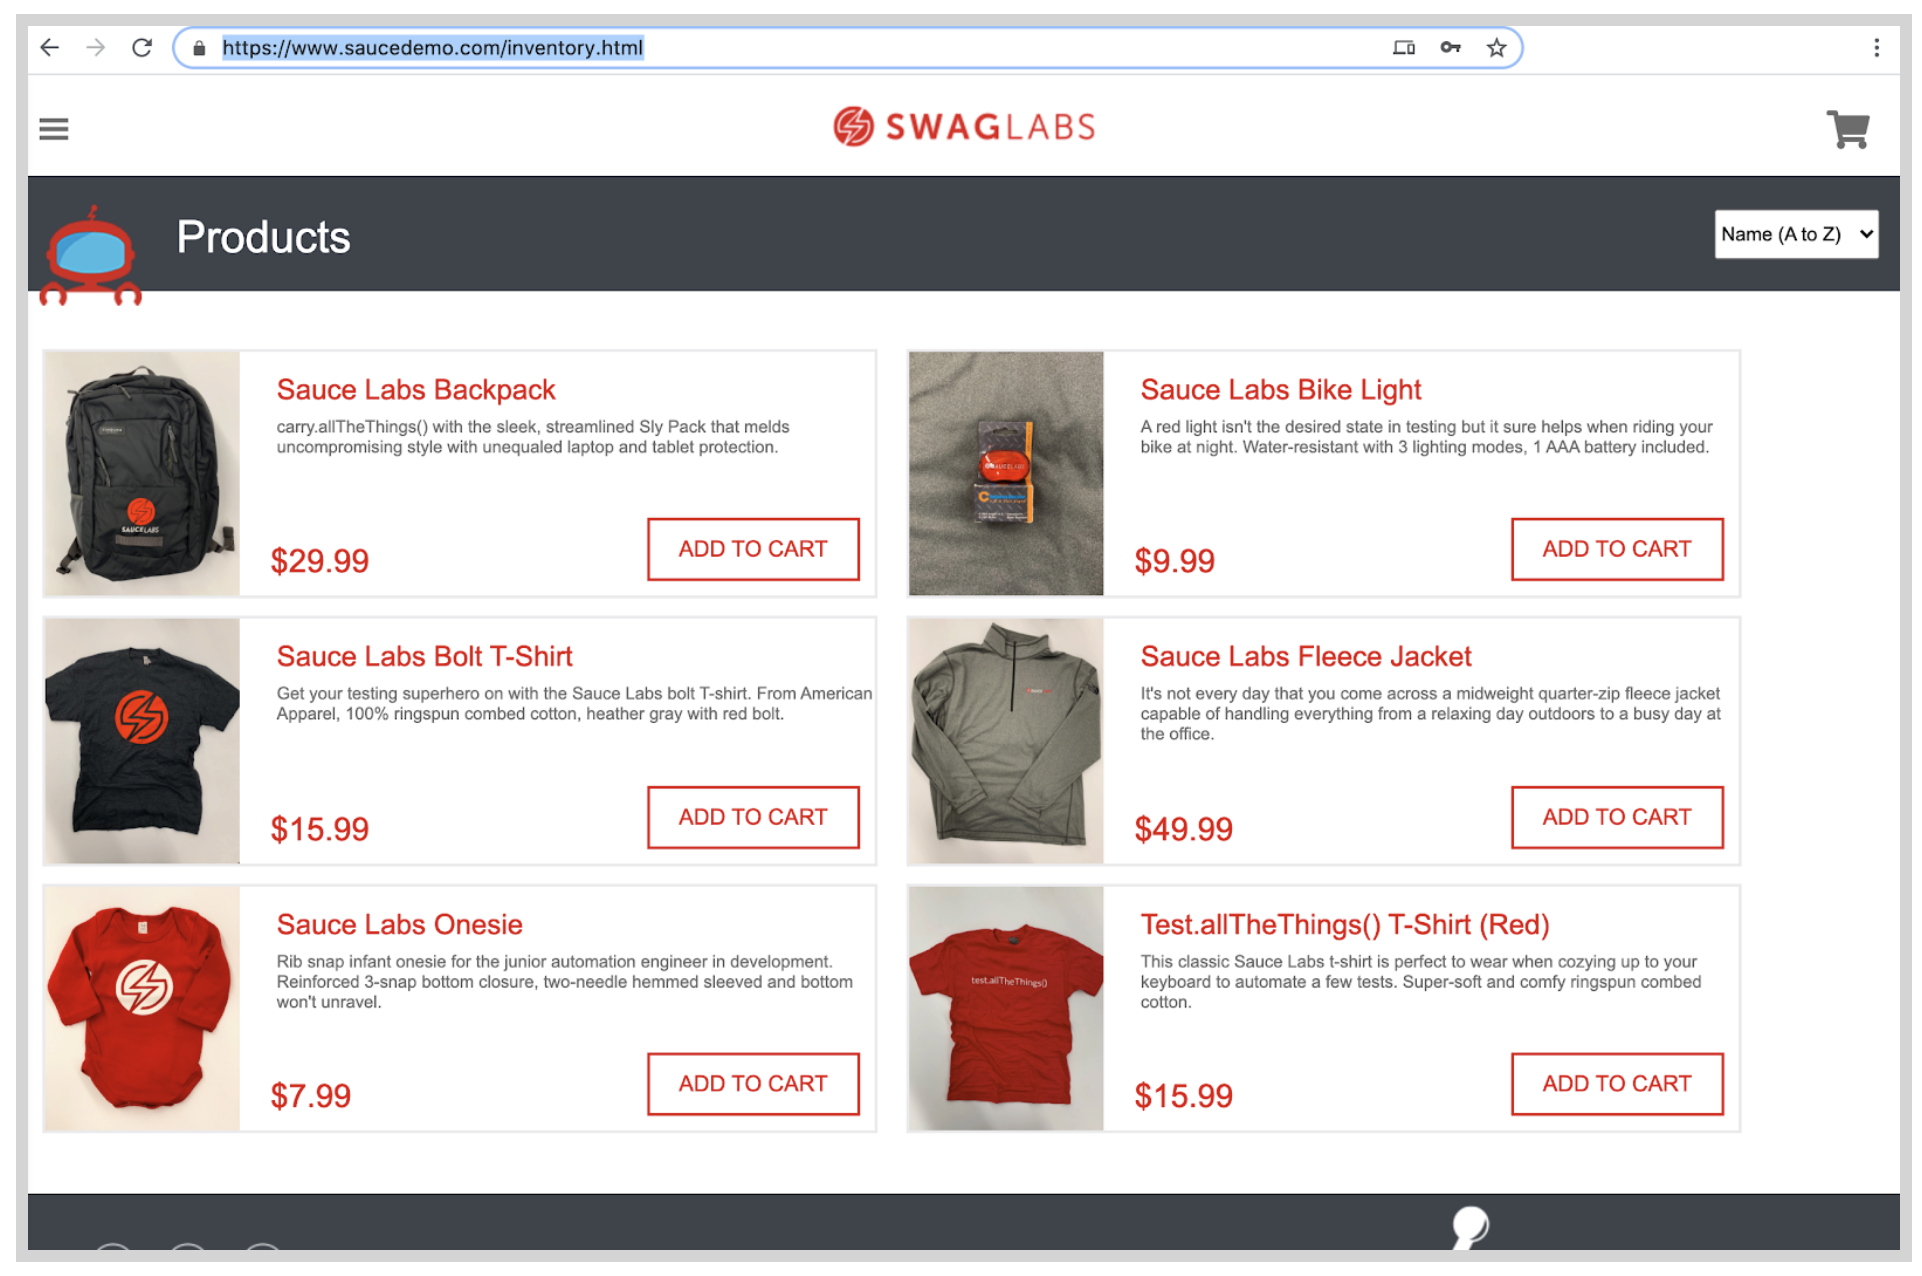 https://www.saucedemo.com/inventory.html
SWAGLABS
Products
Name (A to Z)
Sauce Labs Backpack
carry.allTheThings() with the sleek, streamlined Sly Pack that melds
uncompromising style with unequaled laptop and tablet protection.
SAUCELABS
$29.99
ADD TO CART
Sauce Labs Bike Light
A red light isn't the desired state in testing but it sure helps when riding your
bike at night. Water-resistant with 3 lighting modes, 1 AAA battery included.
SAUCELABS
$9.99
ADD TO CART
Sauce Labs Bolt T-Shirt
Get your testing superhero on with the Sauce Labs bolt T-shirt. From American
Apparel, 100% ringspun combed cotton, heather gray with red bolt.
$15.99
ADD TO CART
Sauce Labs Fleece Jacket
It's not every day that you come across a midweight quarter-zip fleece jacket
capable of handling everything from a relaxing day outdoors to a busy day at
the office.
$49.99
ADD TO CART
Sauce Labs Onesie
Rib snap infant onesie for the junior automation engineer in development.
Reinforced 3-snap bottom closure, two-needle hemmed sleeved and bottom
won't unravel.
$7.99
ADD TO CART
Test.allTheThings() T-Shirt (Red)
This classic Sauce Labs t-shirt is perfect to wear when cozying up to your
keyboard to automate a few tests. Super-soft and comfy ringspun combed
cotton.
test.allTheThings()
$15.99
ADD TO CART